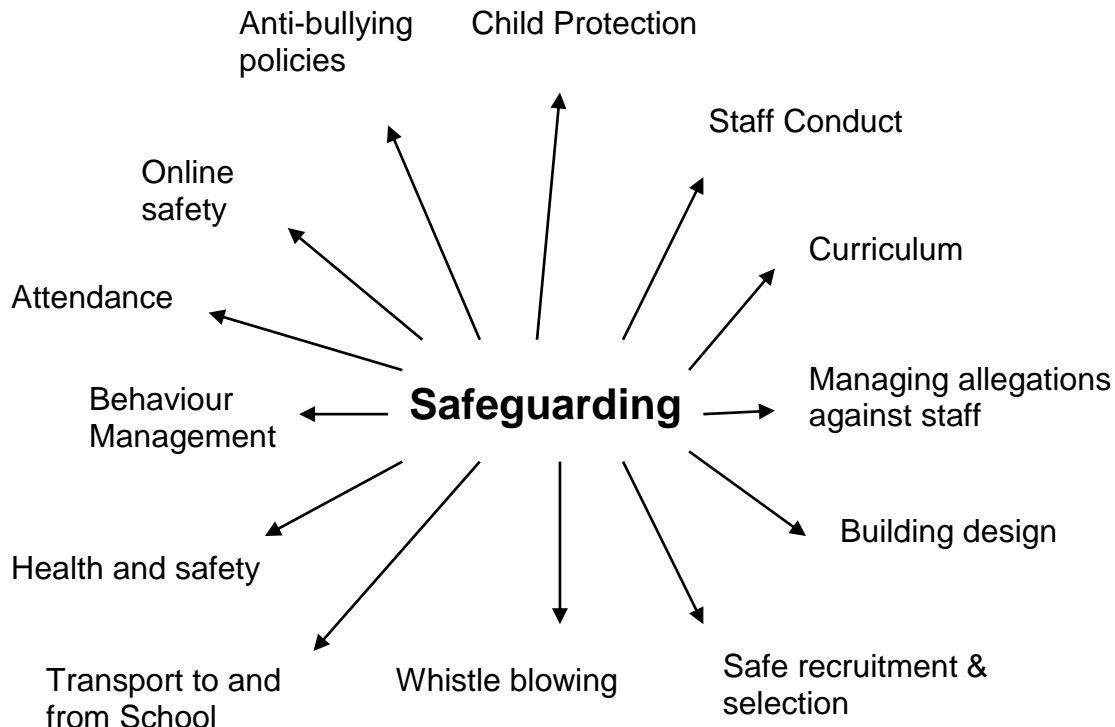 Anti-bullying
policies
Child Protection
Staff Conduct
Online
safety
Curriculum
Attendance
Safeguarding
Behaviour
Management
Managing allegations
against staff
Building design
Health and safety
Transport to and
from School
Whistle blowing
Safe recruitment &
selection